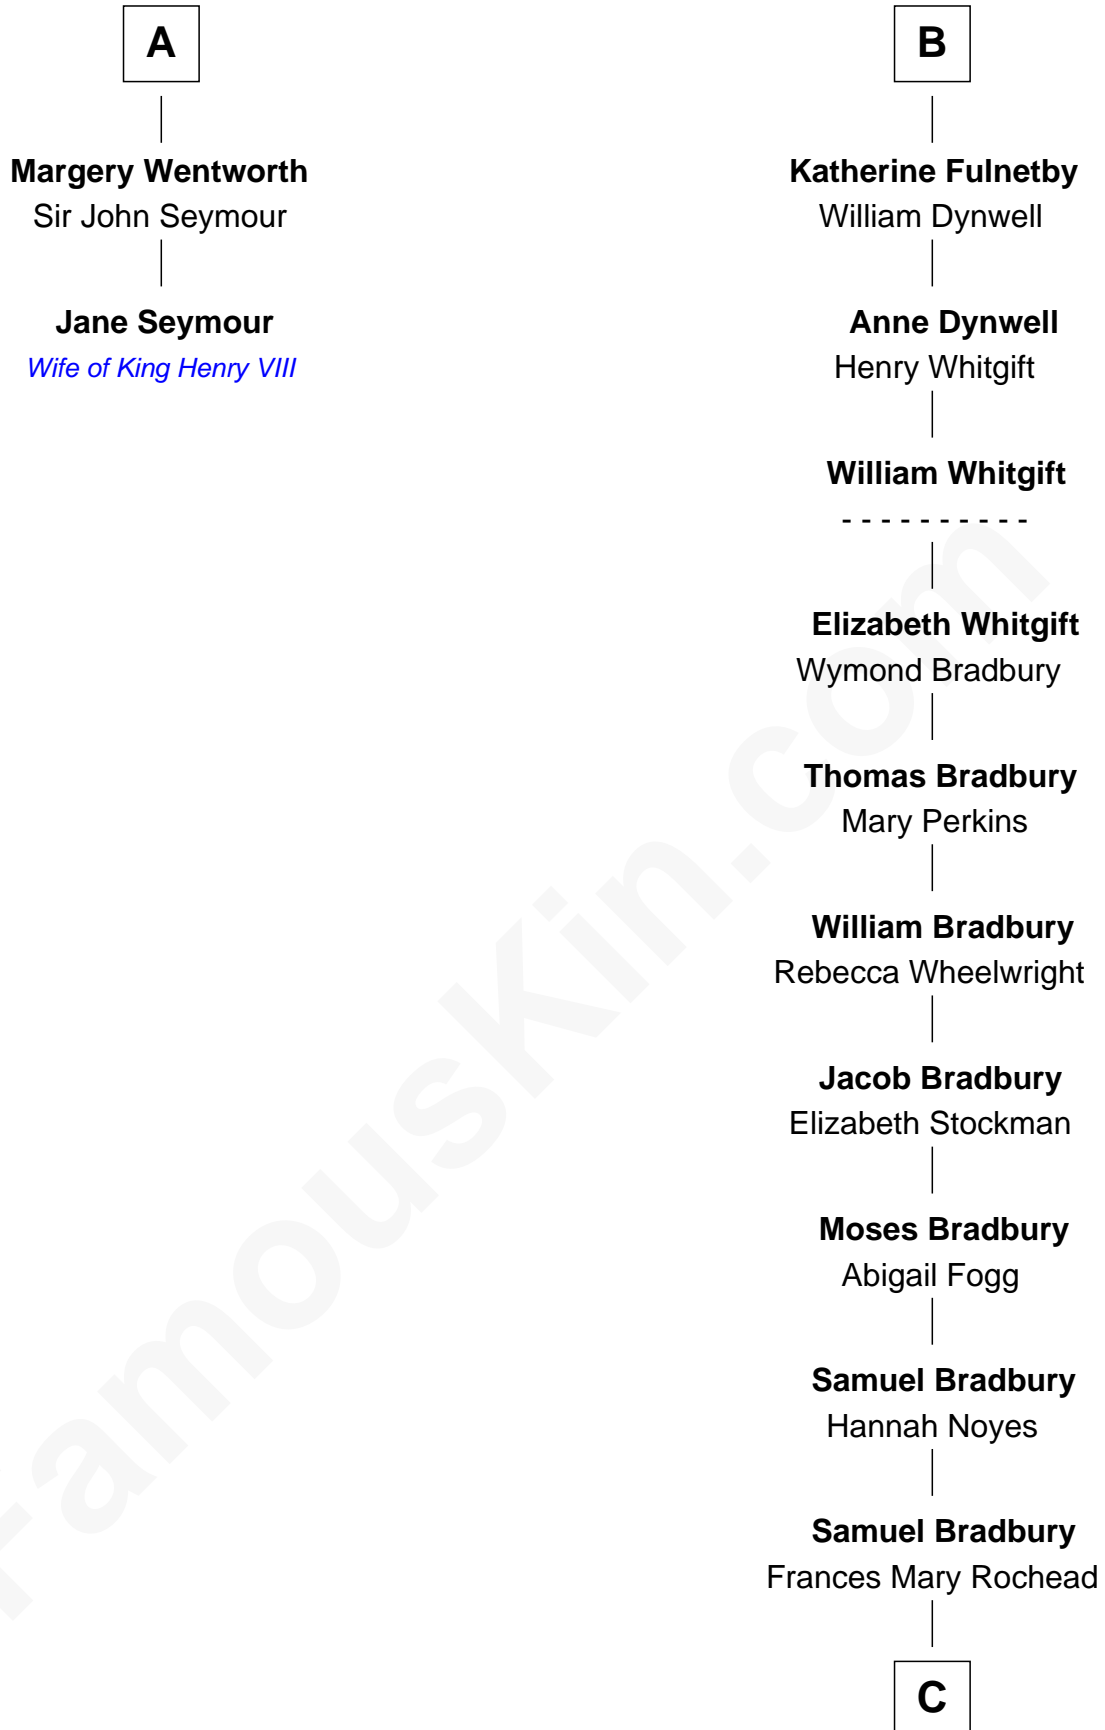 A
Margery Wentworth
Sir John Seymour
Jane Seymour
Wife of King Henry VIII
B
Katherine Fulnetby
William Dynwell
Anne Dynwell
Henry Whitgift
William Whitgift
- - - - - - - - - -
Elizabeth Whitgift
Wymond Bradbury
Thomas Bradbury
Mary Perkins
William Bradbury
Rebecca Wheelwright
Jacob Bradbury
Elizabeth Stockman
Moses Bradbury
Abigail Fogg
Samuel Bradbury
Hannah Noyes
Samuel Bradbury
Frances Mary Rochead
C
FamousKin.com